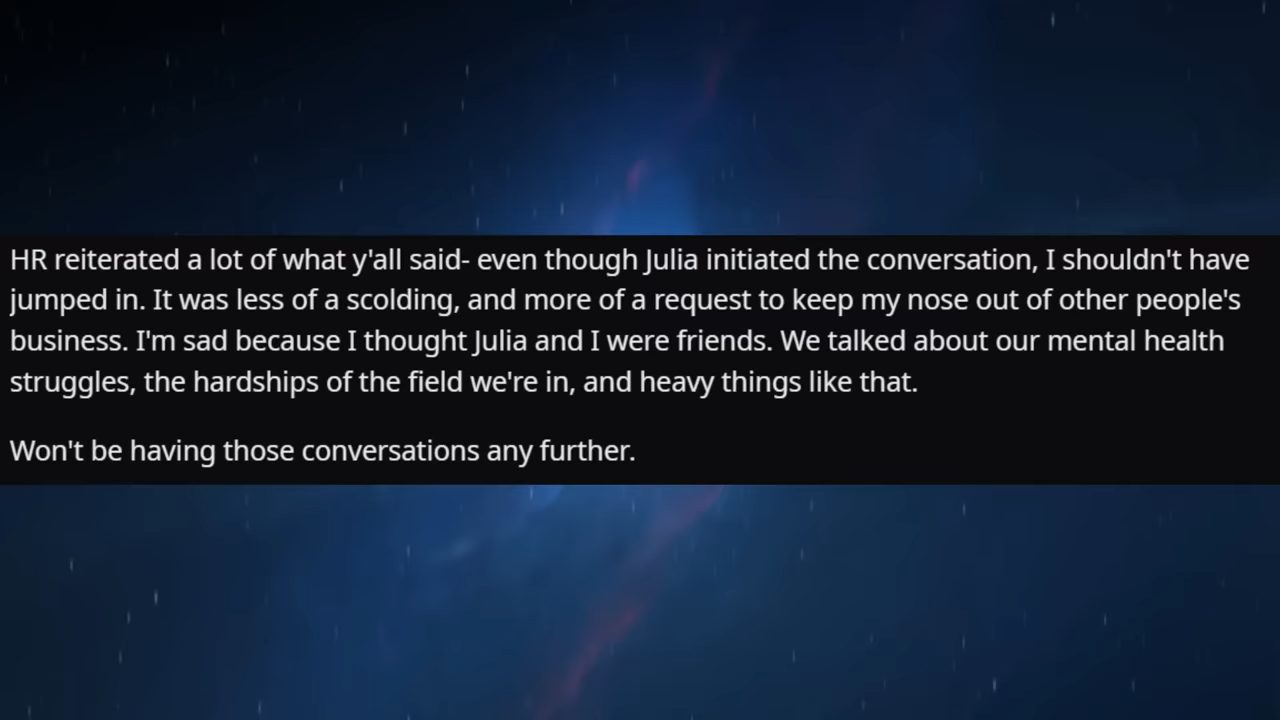 HR reiterated a lot of what y'all said- even though Julia initiated the conversation, I shouldn't have
jumped in. It was less of a scolding, and more of a request to keep my nose out of other people's
business. I'm sad because I thought Julia and I were friends. We talked about our mental health
struggles, the hardships of the field we're in, and heavy things like that.
Won't be having those conversations any further.